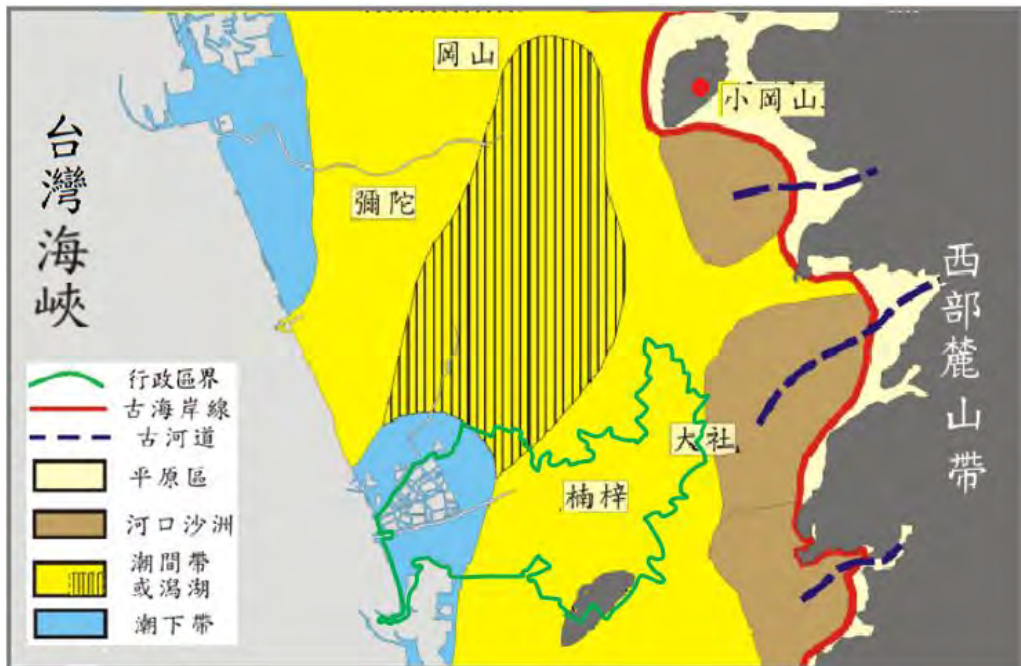 岡山
小岡山
台灣海峽
彌陀
西部麓山帶
行政區界
古海岸線
古河道
平原區
河口沙洲
潮間帶
或潟湖
潮下帶
大社
楠梓